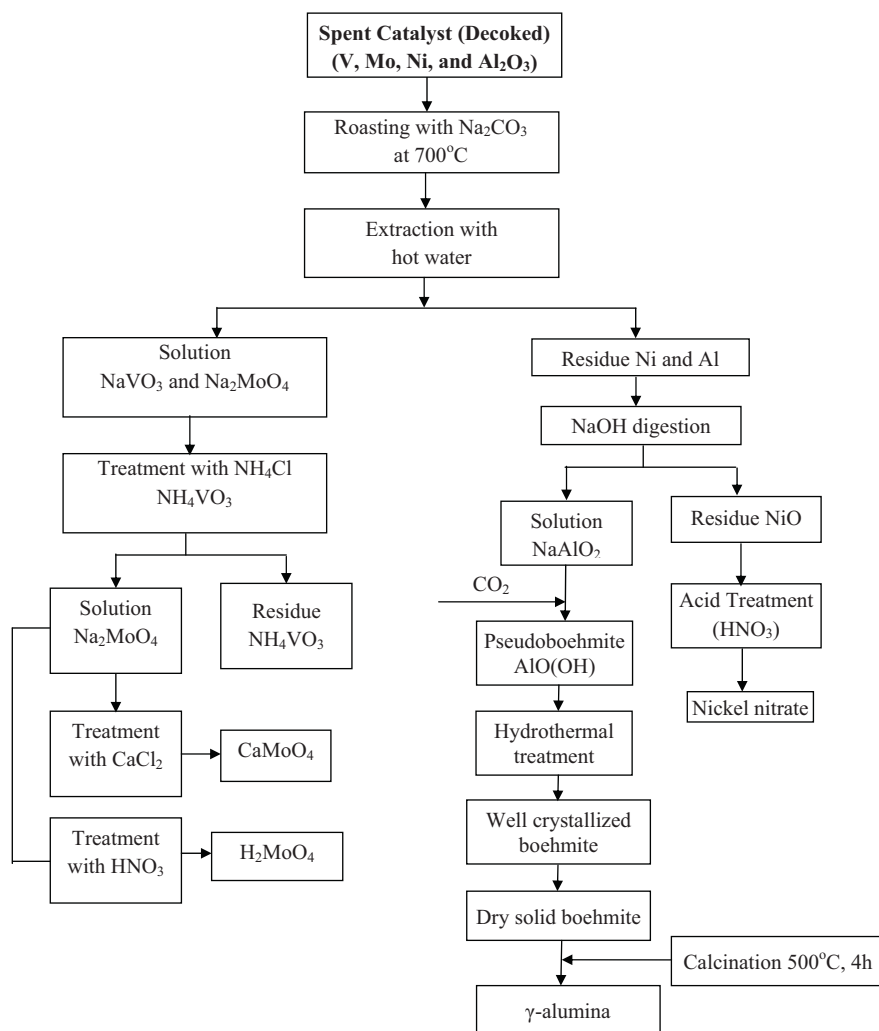 Spent Catalyst (Decoked)
(V, Mo, Ni, and Al₂O₃)
Roasting with Na₂CO₃
at 700°C
Extraction with
hot water
Solution
NaVO₃ and Na₂MoO₄
Treatment with NH₄Cl
NH₄VO₃
Solution
Na₂MoO₄
Residue
NH₄VO₃
Treatment
with CaCl₂
CaMoO₄
Treatment
with HNO₃
H₂MoO₄
Residue Ni and Al
NaOH digestion
Solution
NaAlO₂
Residue NiO
CO₂
Acid Treatment
(HNO₃)
Pseudoboehmite
AlO(OH)
Nickel nitrate
Hydrothermal
treatment
Well crystallized
boehmite
Dry solid boehmite
Calcination 500°C, 4h
γ-alumina